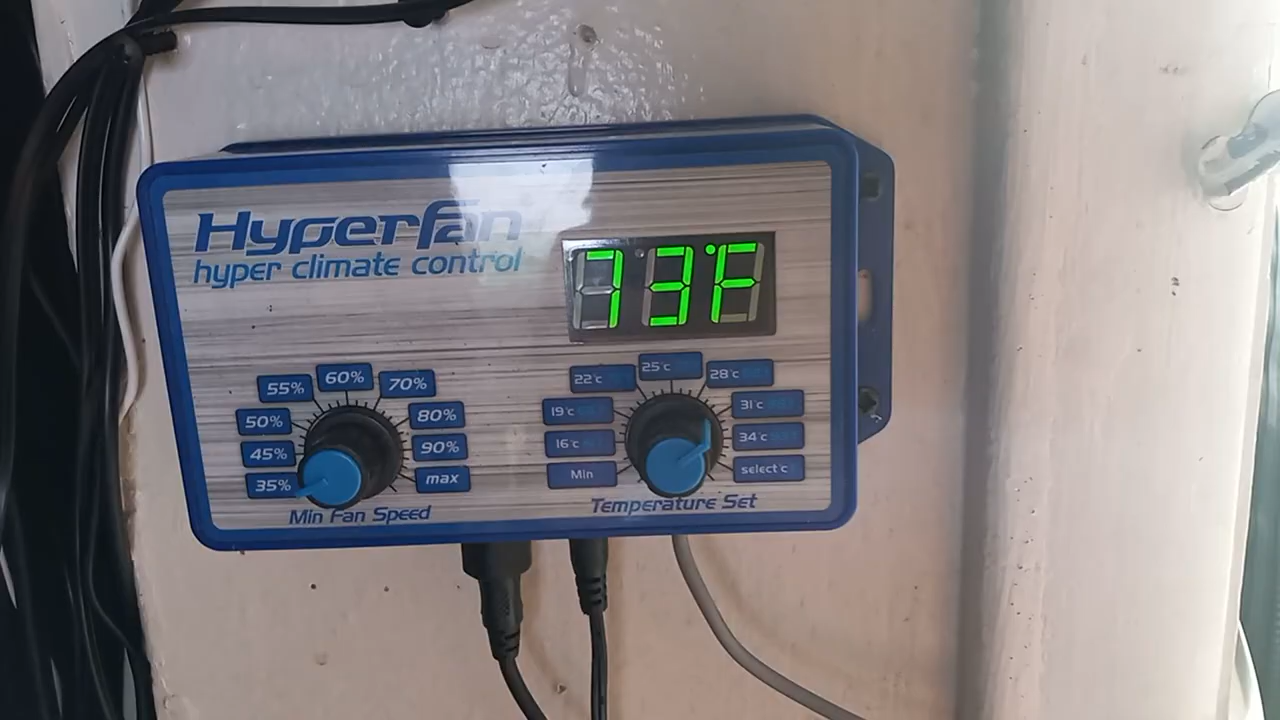 Hyperfan
hyper climate control
73°F
35%
45%
50%
55%
60%
70%
80%
90%
max
Min Fan Speed
Min
16°c
19°c
22°c
25°c
28°c
31°c
34°c
select°c
Temperature Set